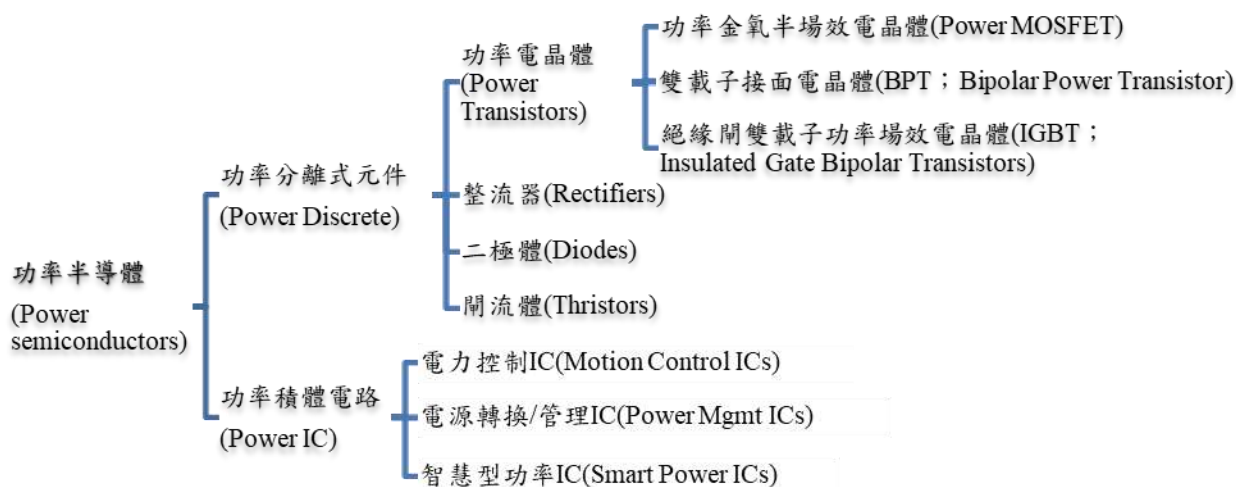 功率半導體
(Power
semiconductors)
功率分離式元件
(Power Discrete)
功率電晶體
(Power
Transistors)
功率金氧半場效電晶體(Power MOSFET)
雙載子接面電晶體(BPT；Bipolar Power Transistor)
絕緣閘雙載子功率場效電晶體(IGBT；
Insulated Gate Bipolar Transistors)
整流器(Rectifiers)
二極體(Diodes)
閘流體(Thristors)
功率積體電路
(Power IC)
電力控制IC(Motion Control ICs)
電源轉換/管理IC(Power Mgmt ICs)
智慧型功率IC(Smart Power ICs)